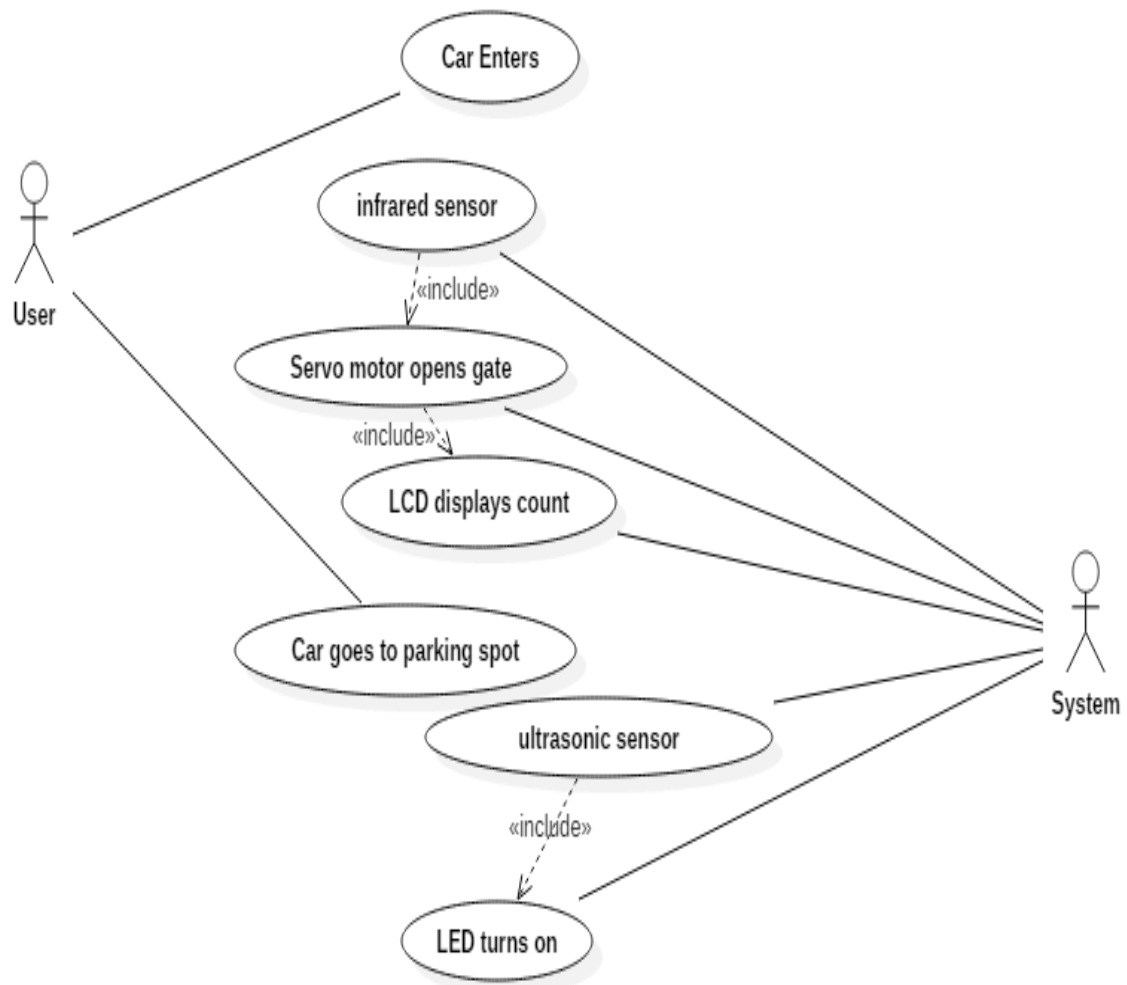 Car Enters
infrared sensor
«include»
User
Servo motor opens gate
«include»
LCD displays count
Car goes to parking spot
System
ultrasonic sensor
«include»
LED turns on